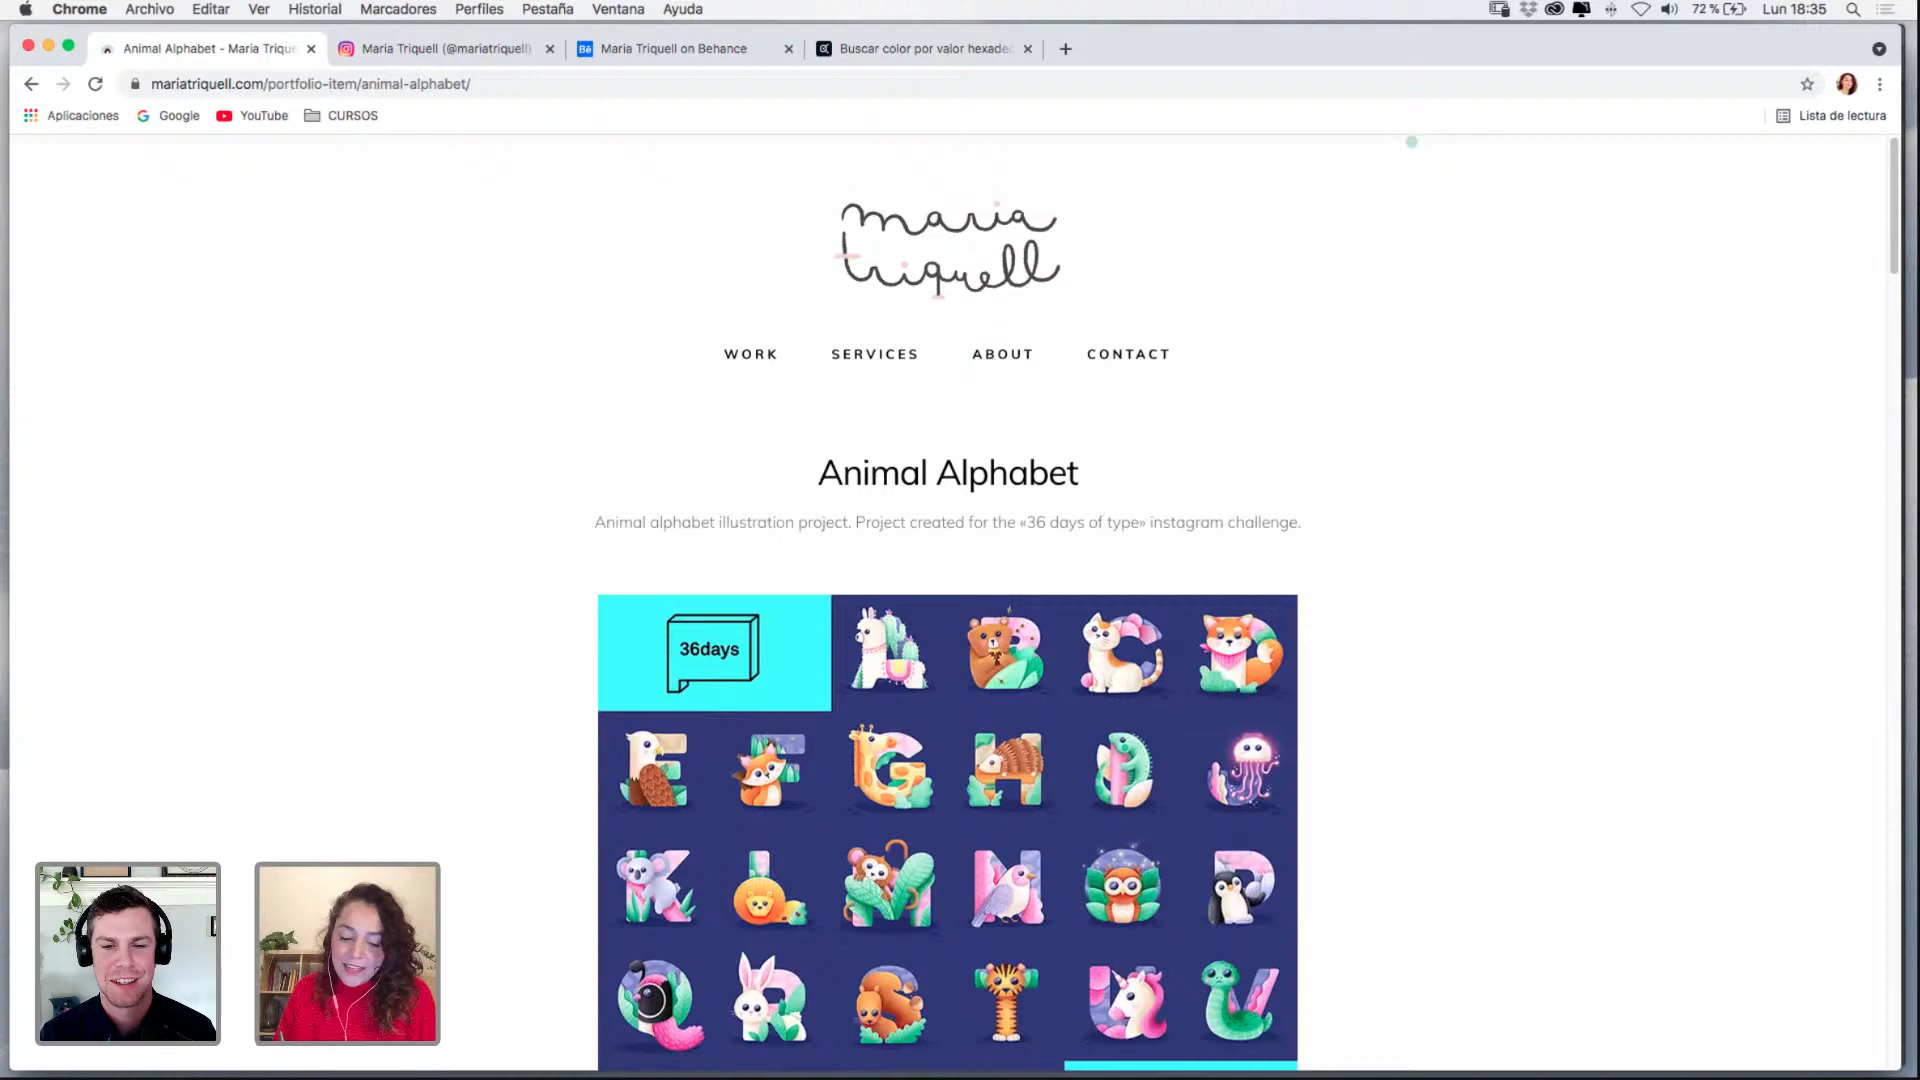 Chrome Archivo Editar Ver Historial Marcadores Perfiles Pestaña Ventana Ayuda 72 % Lun 18:35
Animal Alphabet - Maria Trique Maria Triquell (@mariatriquell) Bē Maria Triquell on Behance Buscar color por valor hexade
mariatriquell.com/portfolio-item/animal-alphabet/
Aplicaciones Google YouTube CURSOS Lista de lectura
maria
triquell
WORK SERVICES ABOUT CONTACT
Animal Alphabet
Animal alphabet illustration project. Project created for the «36 days of type» instagram challenge.
36days A B C D
E F G H I J
K L M N O P
Q R S T U V